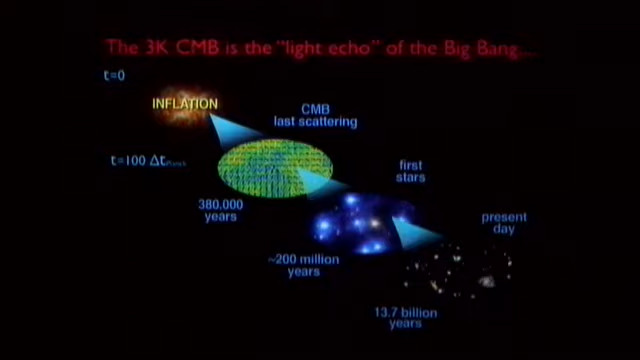 The 3K CMB is the "light echo" of the Big Bang....
t=0
INFLATION
CMB
last scattering
t=100 Δt Planck
first
stars
380,000
years
present
day
~200 million
years
13.7 billion
years